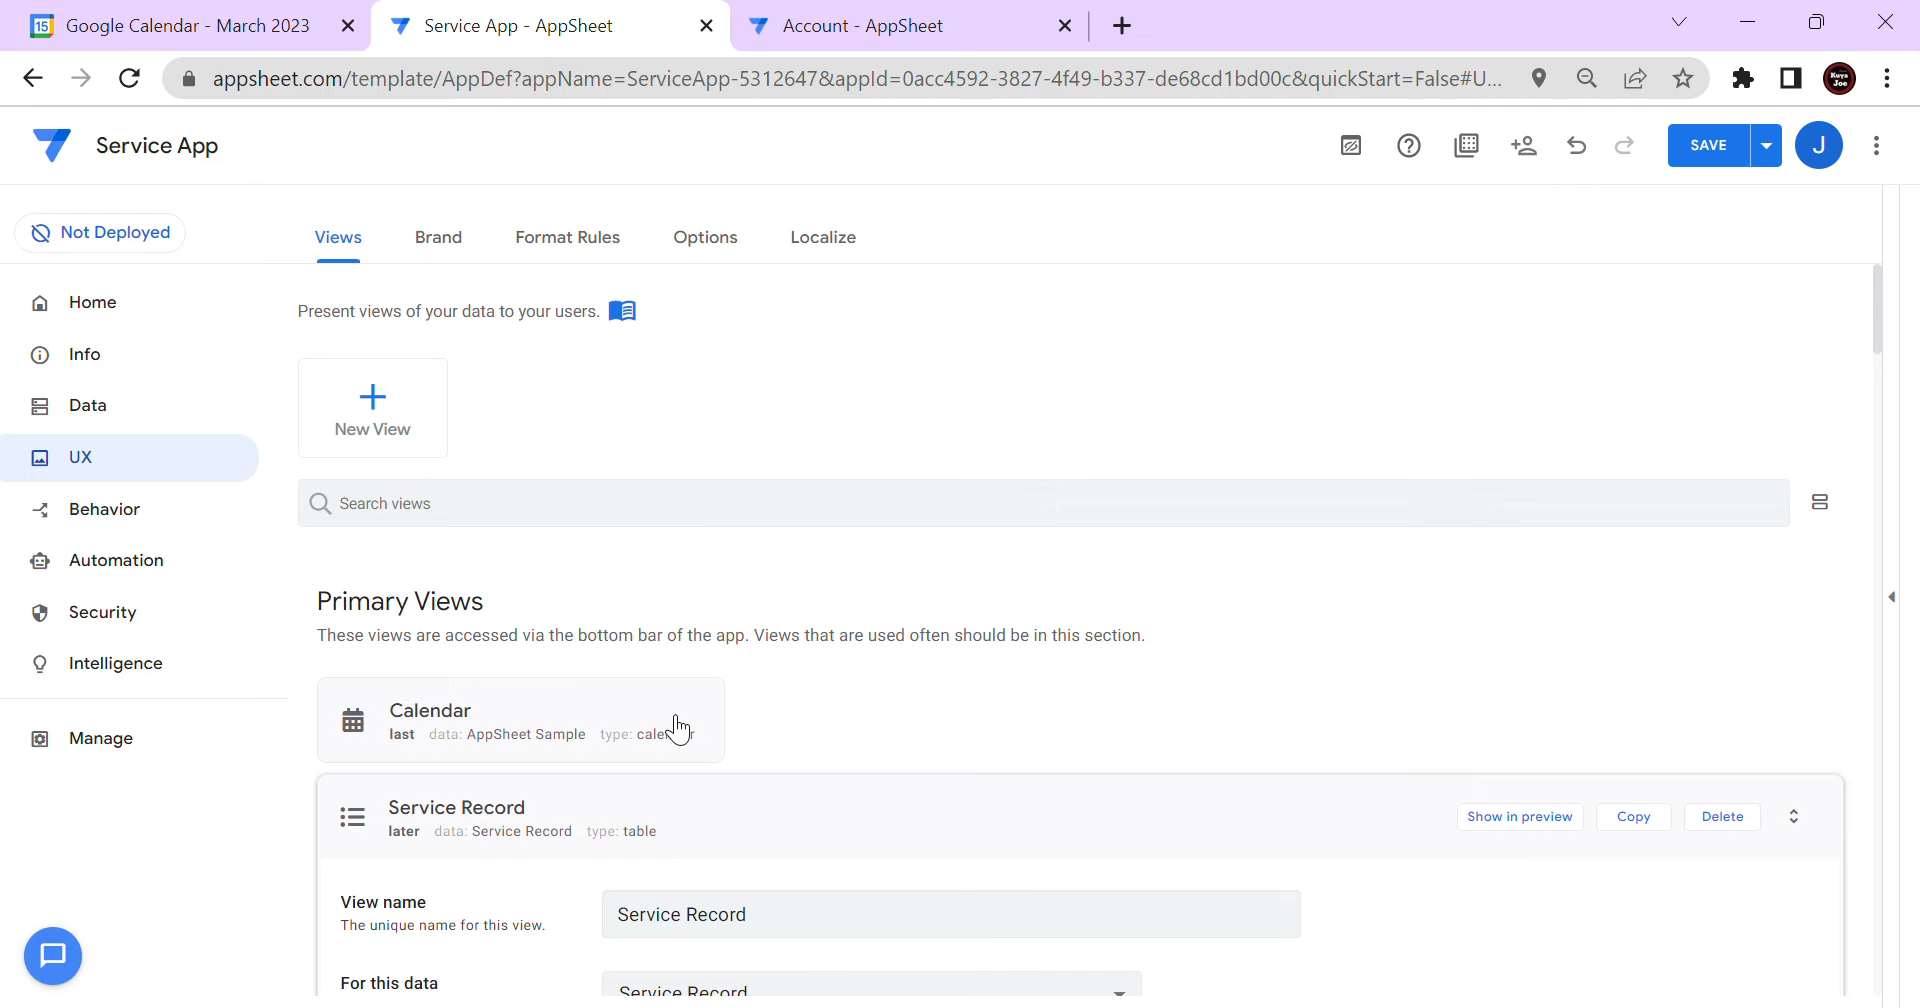 15 Google Calendar - March 2023
Service App - AppSheet
Account - AppSheet
appsheet.com/template/AppDef?appName=ServiceApp-5312647&appId=0acc4592-3827-4f49-b337-de68cd1bd00c&quickStart=False#U...
Kuya Joe
Service App
SAVE
J
Not Deployed
Views Brand Format Rules Options Localize
Home
Info
Data
UX
Behavior
Automation
Security
Intelligence
Manage
Present views of your data to your users.
New View
Search views
Primary Views
These views are accessed via the bottom bar of the app. Views that are used often should be in this section.
Calendar
last data: AppSheet Sample type:
Service Record
later data: Service Record type: table
Show in preview Copy Delete
View name
The unique name for this view.
Service Record
For this data
Service Record